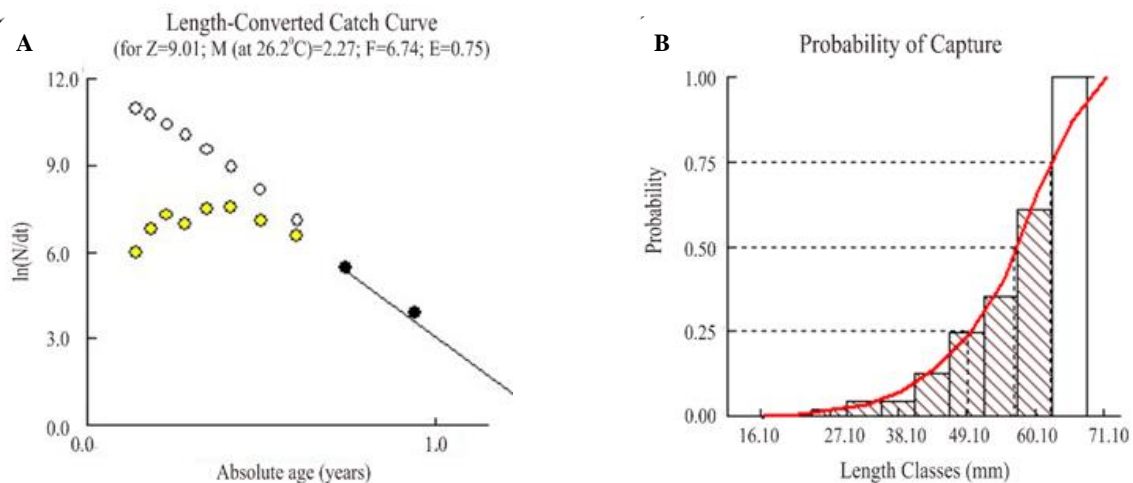 A
Length-Converted Catch Curve
(for Z=9.01; M (at 26.2⁰C)=2.27; F=6.74; E=0.75)
12.0
9.0
6.0
3.0
0.0
0.0
1.0
ln(N/dt)
Absolute age (years)
B
Probability of Capture
1.00
0.75
0.50
0.25
0.00
16.10 27.10 38.10 49.10 60.10 71.10
Probability
Length Classes (mm)